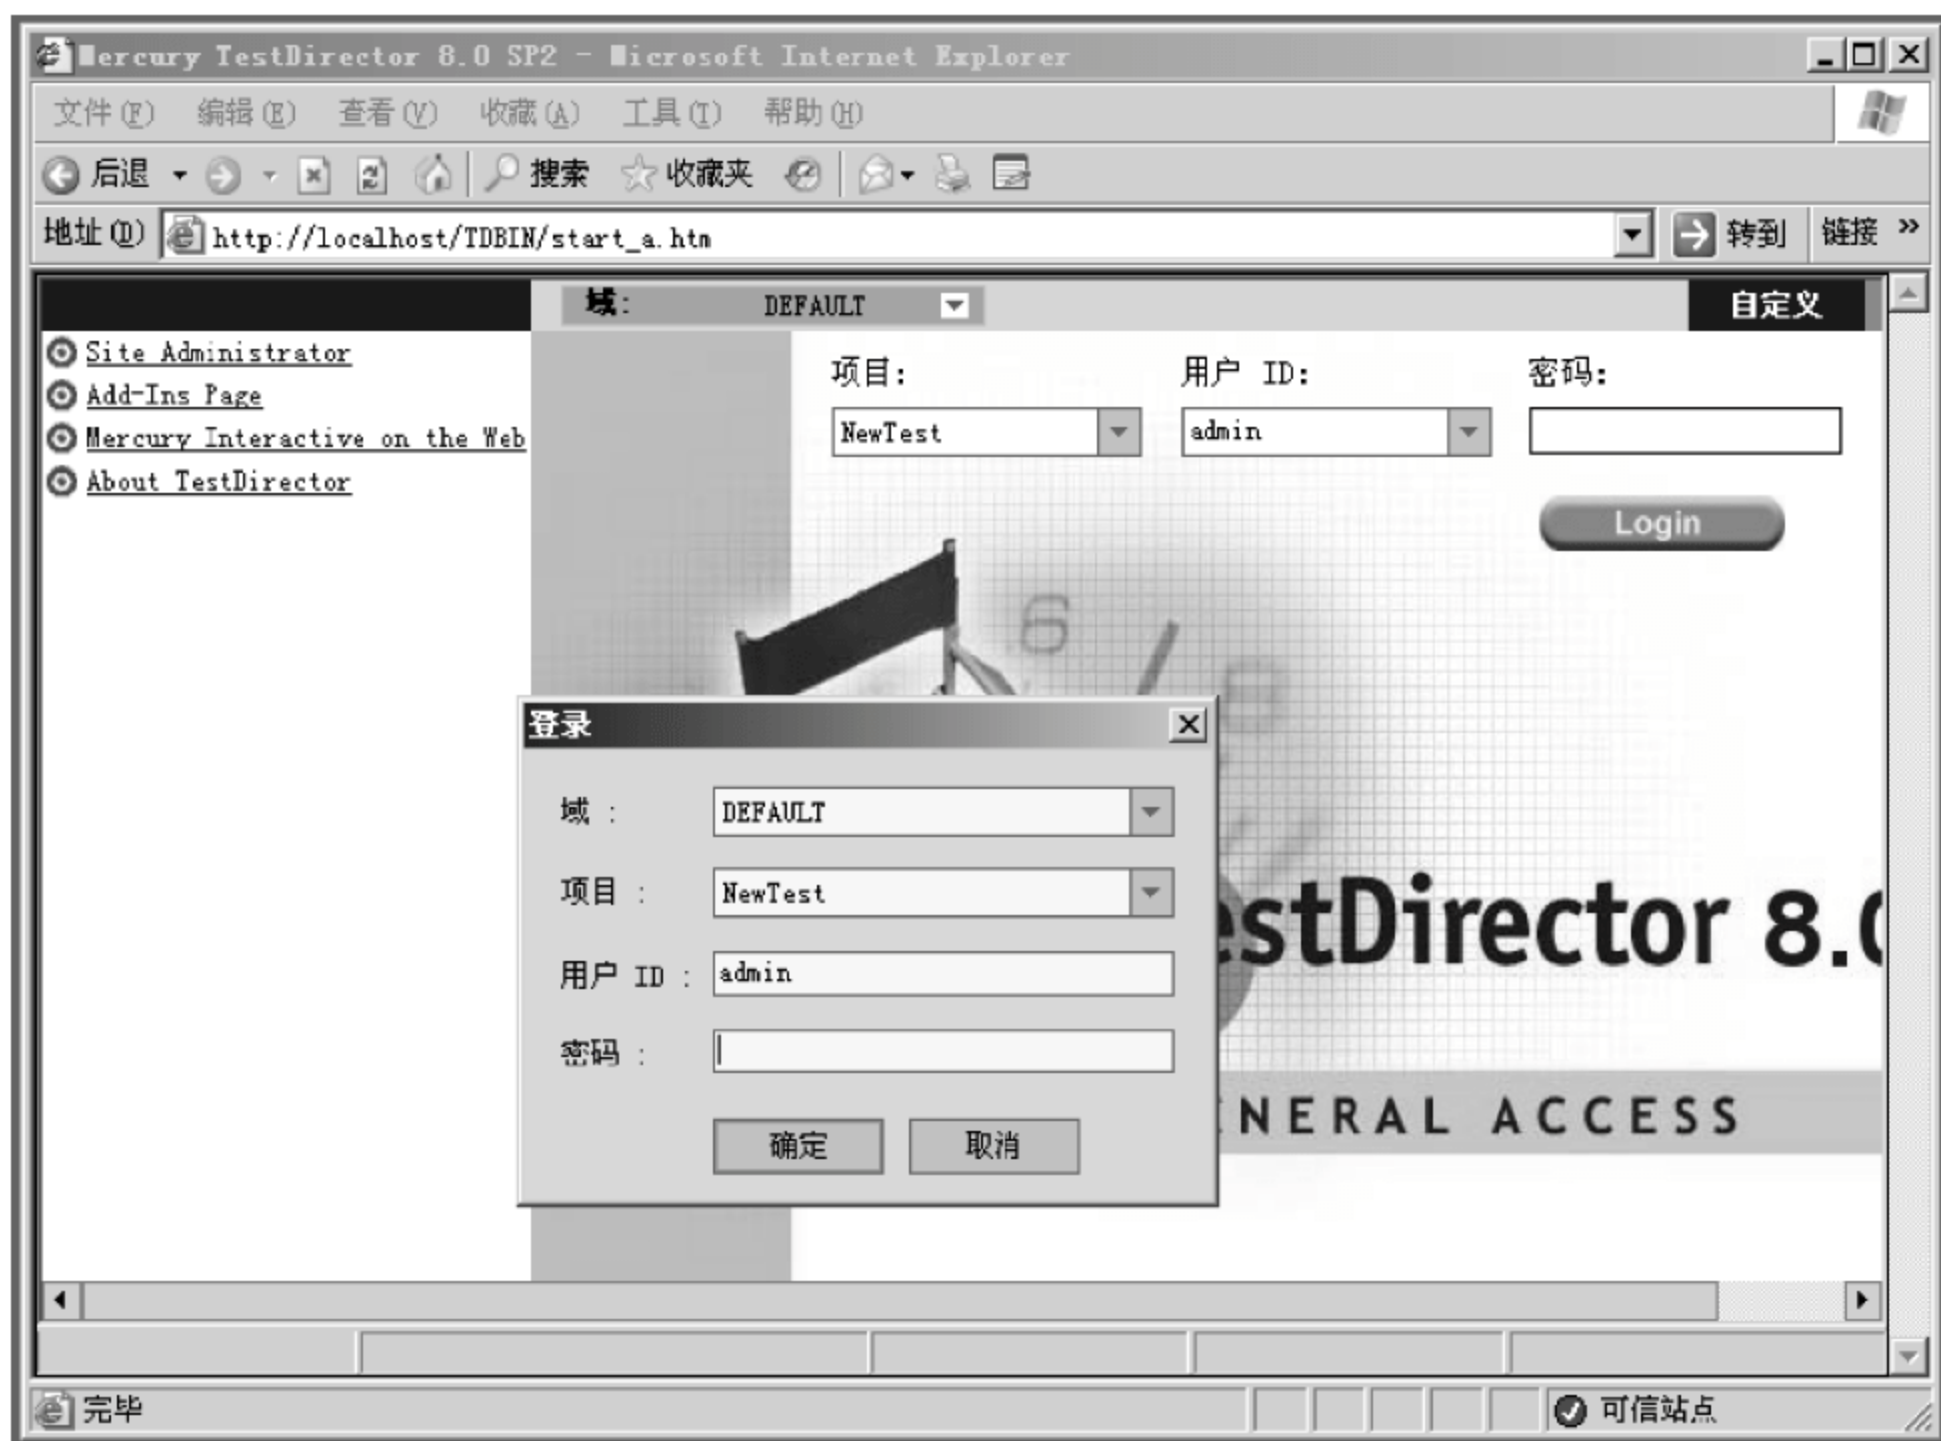 Mercury TestDirector 8.0 SP2 - Microsoft Internet Explorer
文件(F) 编辑(E) 查看(V) 收藏(A) 工具(T) 帮助(H)
后退 搜索 收藏夹
地址(D) http://localhost/TDBIN/start_a.htm 转到 链接 »
域: DEFAULT 自定义
Site Administrator
Add-Ins Page
Mercury Interactive on the Web
About TestDirector
项目: 用户 ID: 密码:
NewTest admin
Login
登录
域 : DEFAULT
项目 : NewTest
用户 ID : admin
密码 :
确定 取消
estDirector 8.0
NERAL ACCESS
完毕 可信站点